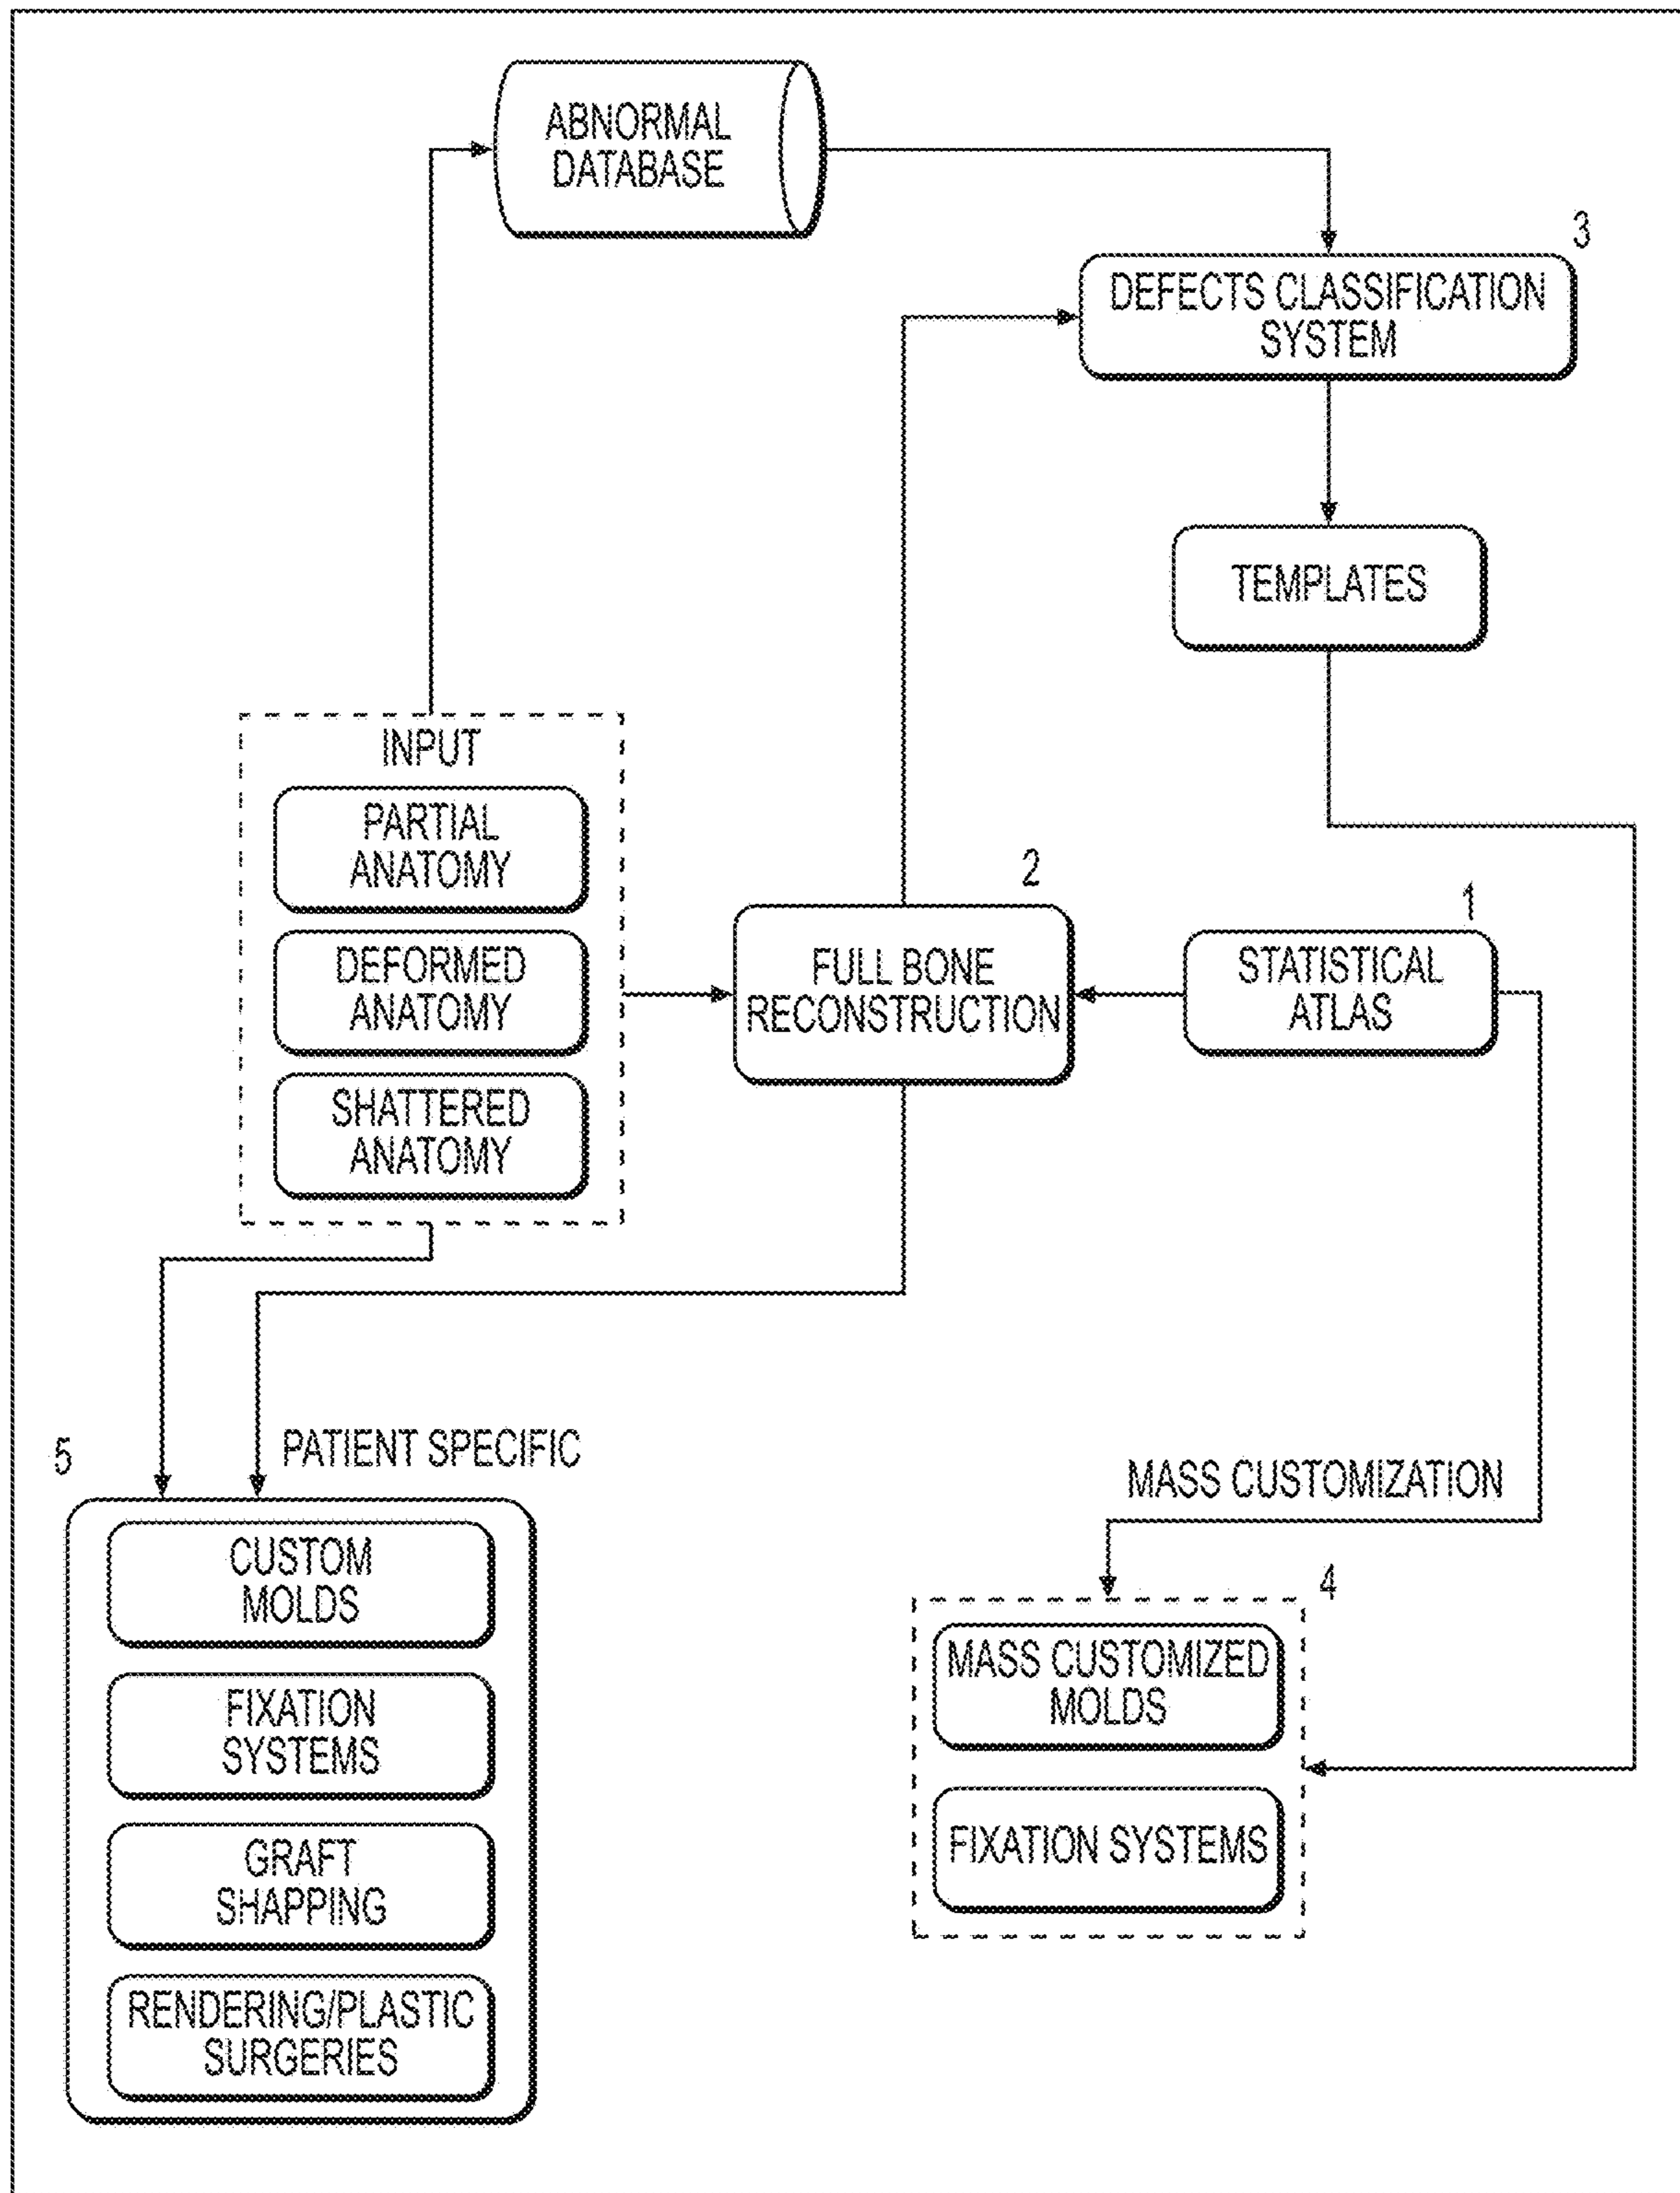 ABNORMAL
DATABASE
3
DEFECTS CLASSIFICATION
SYSTEM
TEMPLATES
INPUT
PARTIAL
ANATOMY
DEFORMED
ANATOMY
SHATTERED
ANATOMY
2
FULL BONE
RECONSTRUCTION
1
STATISTICAL
ATLAS
5
PATIENT SPECIFIC
CUSTOM
MOLDS
FIXATION
SYSTEMS
GRAFT
SHAPPING
RENDERING/PLASTIC
SURGERIES
MASS CUSTOMIZATION
4
MASS CUSTOMIZED
MOLDS
FIXATION SYSTEMS